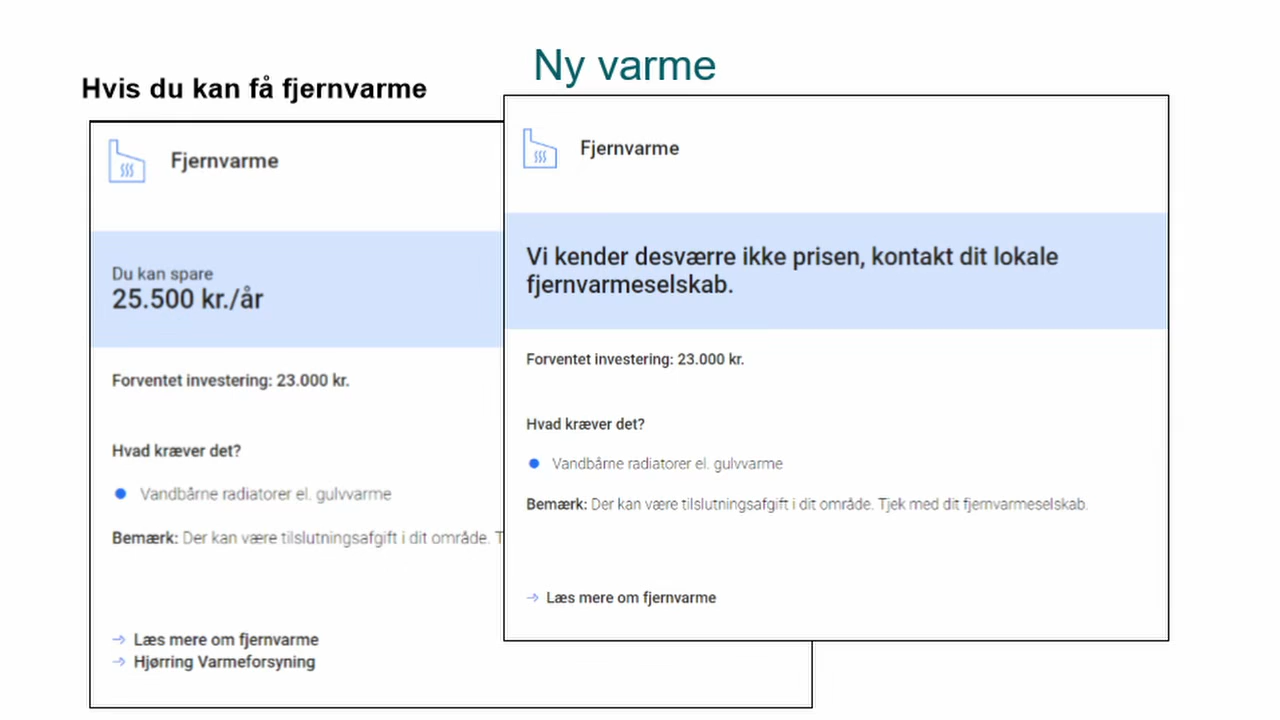 Ny varme
Hvis du kan få fjernvarme
Fjernvarme
Du kan spare
25.500 kr./år
Forventet investering: 23.000 kr.
Hvad kræver det?
Vandbårne radiatorer el. gulvvarme
Bemærk: Der kan være tilslutningsafgift i dit område. T
Læs mere om fjernvarme
Hjørring Varmeforsyning
Fjernvarme
Vi kender desværre ikke prisen, kontakt dit lokale
fjernvarmeselskab.
Forventet investering: 23.000 kr.
Hvad kræver det?
Vandbårne radiatorer el. gulvvarme
Bemærk: Der kan være tilslutningsafgift i dit område. Tjek med dit fjernvarmeselskab.
Læs mere om fjernvarme